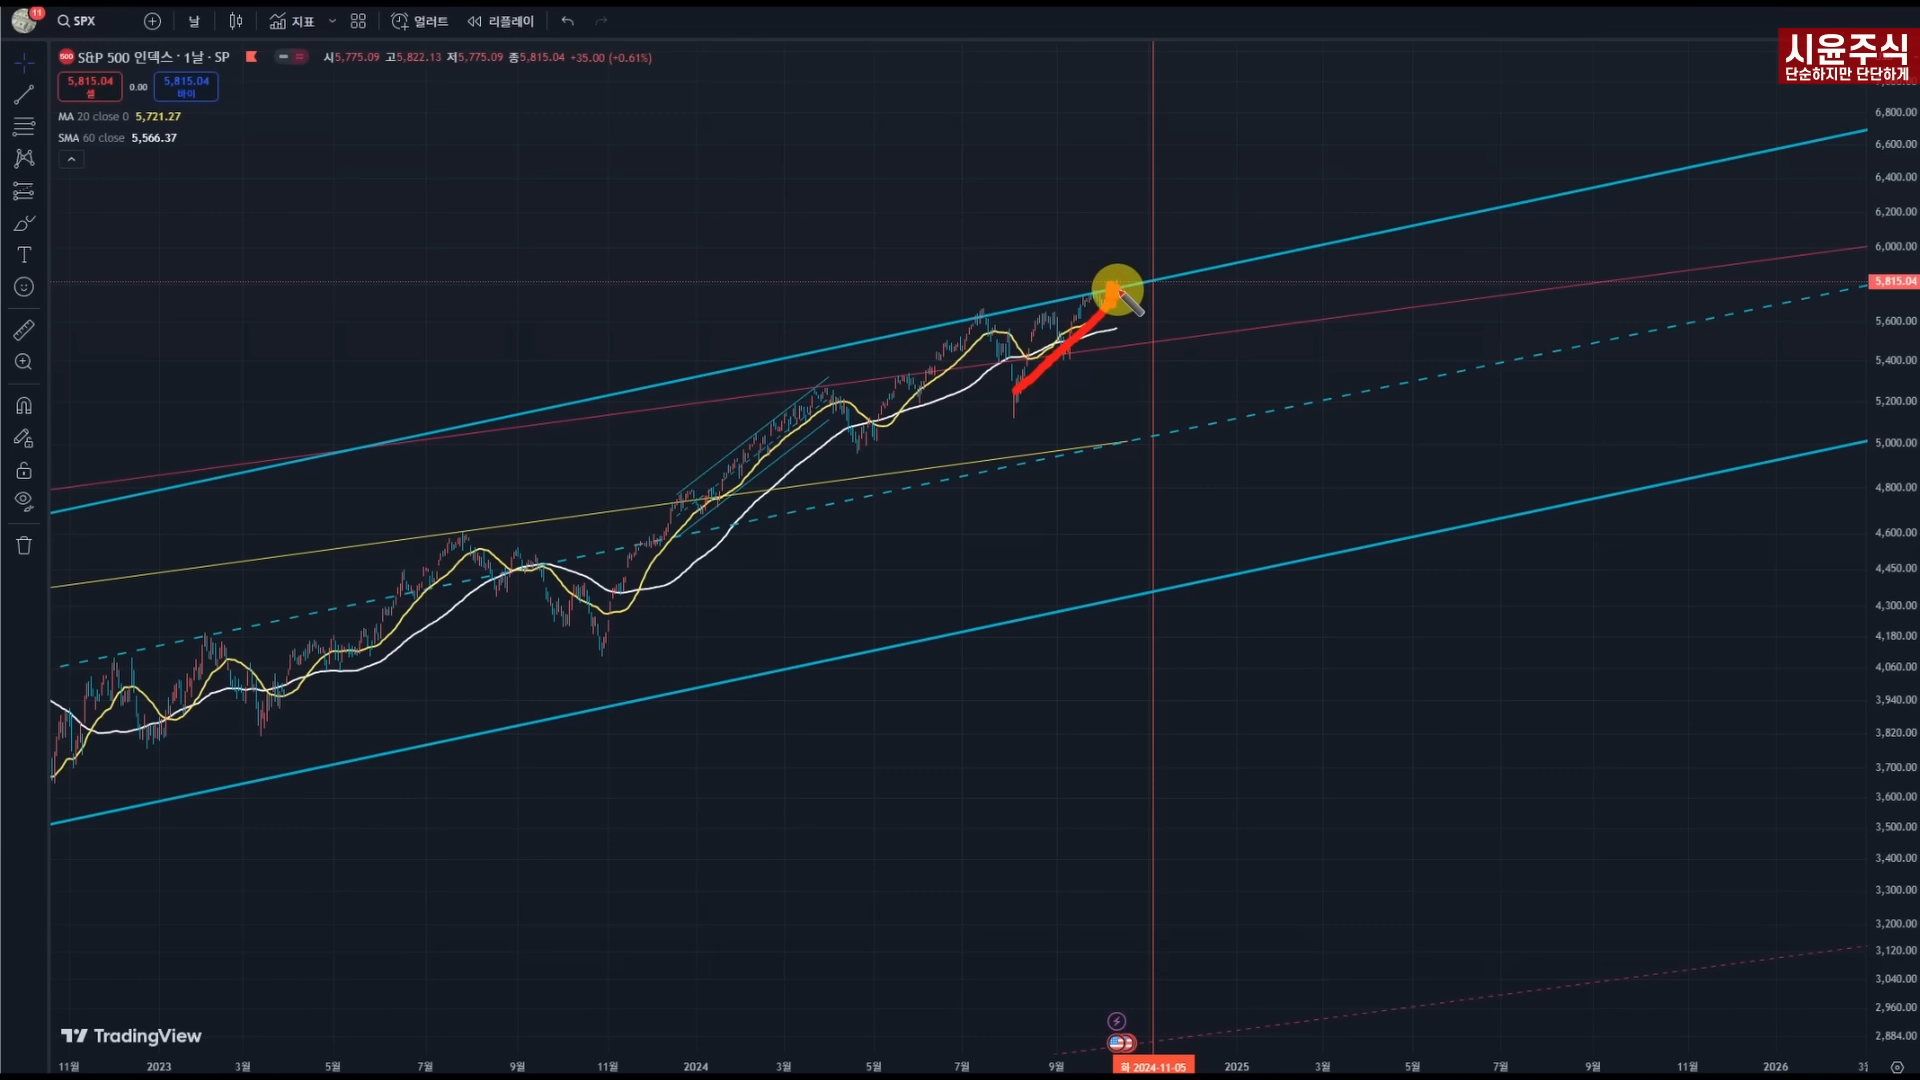 11
SPX
날
지표
얼러트
리플레이
시윤주식
단순하지만 단단하게
500
S&P 500 인덱스 · 1날 · SP
시5,775.09 고5,822.13 저5,775.09 종5,815.04 +35.00 (+0.61%)
5,815.04
셀
0.00
5,815.04
바이
MA 20 close 0 5,721.27
SMA 60 close 5,566.37
6,800.00
6,600.00
6,400.00
6,200.00
6,000.00
5,815.04
5,600.00
5,400.00
5,200.00
5,000.00
4,800.00
4,600.00
4,450.00
4,300.00
4,180.00
4,060.00
3,940.00
3,820.00
3,700.00
3,600.00
3,500.00
3,400.00
3,300.00
3,200.00
3,120.00
3,040.00
2,960.00
2,884.00
TradingView
11월 2023 3월 5월 7월 9월 11월 2024 3월 5월 7월 9월 화 2024-11-05 2025 3월 5월 7월 9월 11월 2026